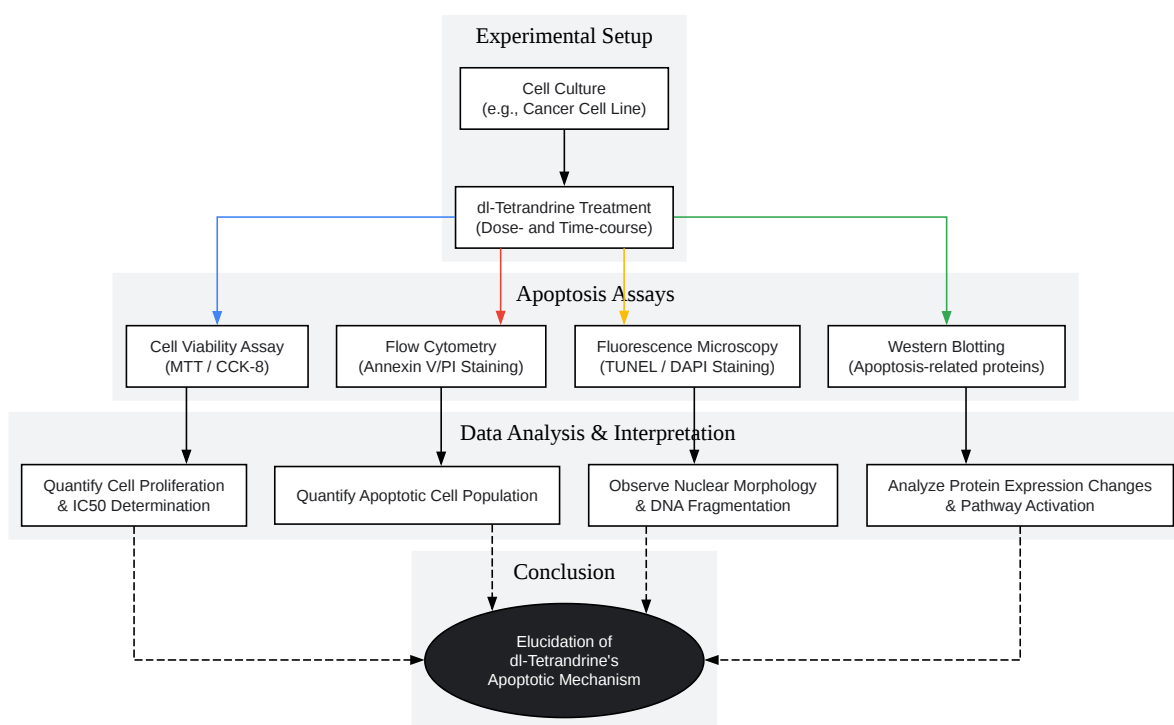 Experimental Setup
Cell Culture
(e.g., Cancer Cell Line)
dl-Tetrandrine Treatment
(Dose- and Time-course)
Apoptosis Assays
Cell Viability Assay
(MTT / CCK-8)
Flow Cytometry
(Annexin V/PI Staining)
Fluorescence Microscopy
(TUNEL / DAPI Staining)
Western Blotting
(Apoptosis-related proteins)
Data Analysis & Interpretation
Quantify Cell Proliferation
& IC50 Determination
Quantify Apoptotic Cell Population
Observe Nuclear Morphology
& DNA Fragmentation
Analyze Protein Expression Changes
& Pathway Activation
Conclusion
Elucidation of
dl-Tetrandrine's
Apoptotic Mechanism